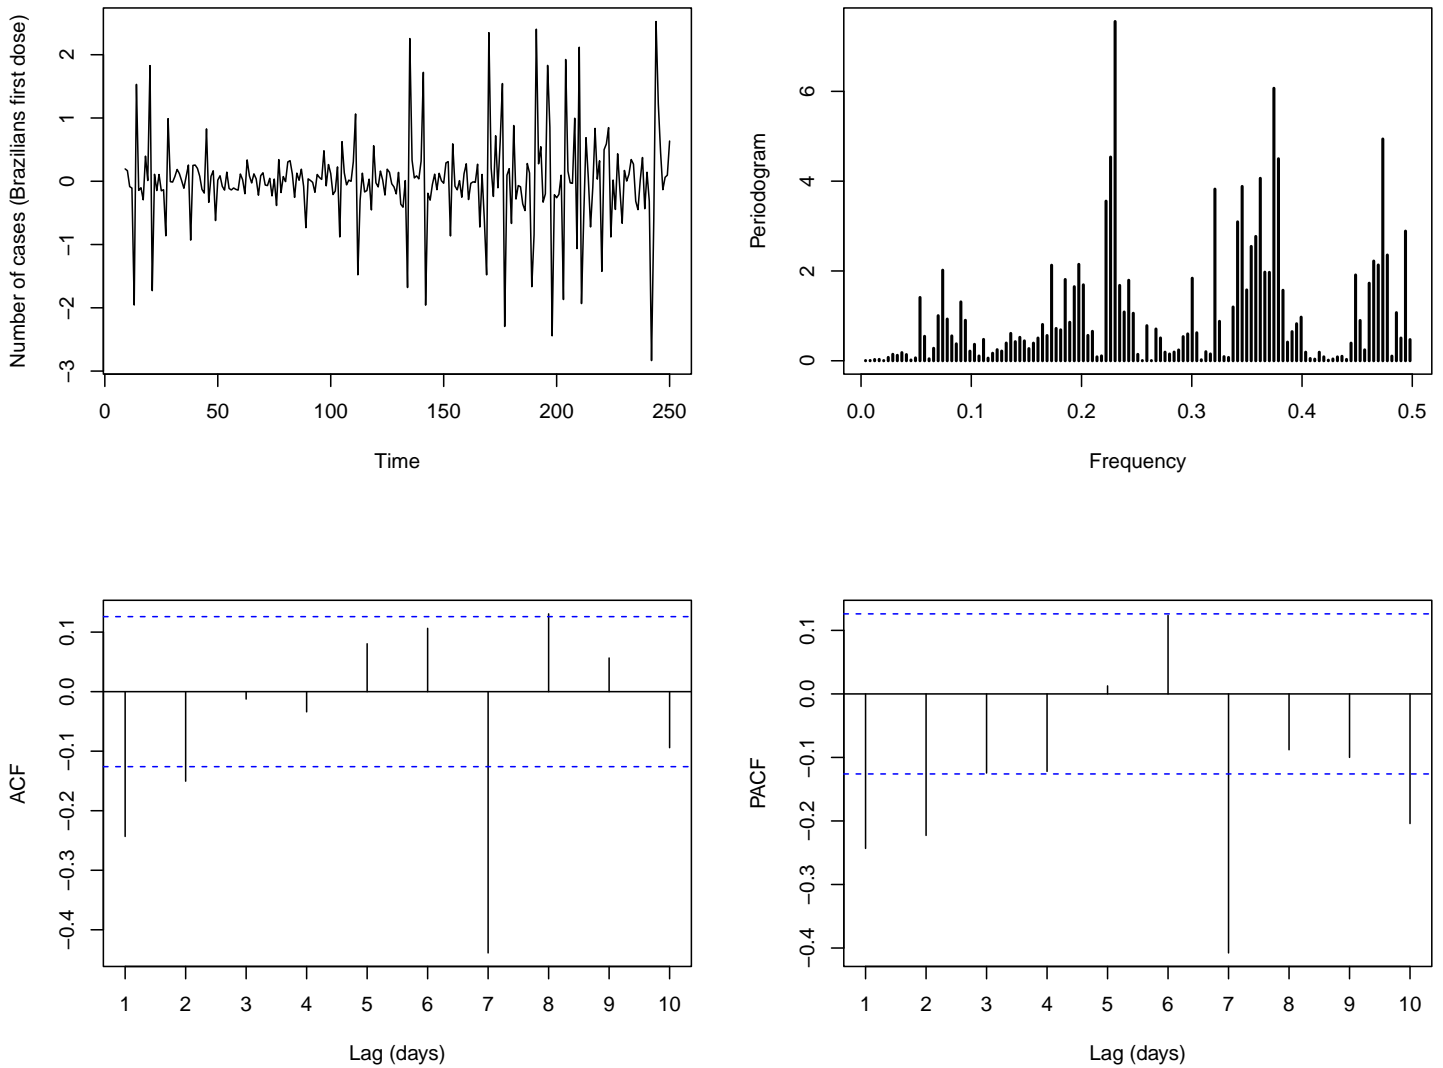 Number of cases (Brazilians first dose)
2
1
0
−1
−2
−3
0 50 100 150 200 250
Time
Periodogram
6
4
2
0
0.0 0.1 0.2 0.3 0.4 0.5
Frequency
ACF
0.1
0.0
−0.1
−0.2
−0.3
−0.4
1 2 3 4 5 6 7 8 9 10
Lag (days)
PACF
0.1
0.0
−0.1
−0.2
−0.3
−0.4
1 2 3 4 5 6 7 8 9 10
Lag (days)